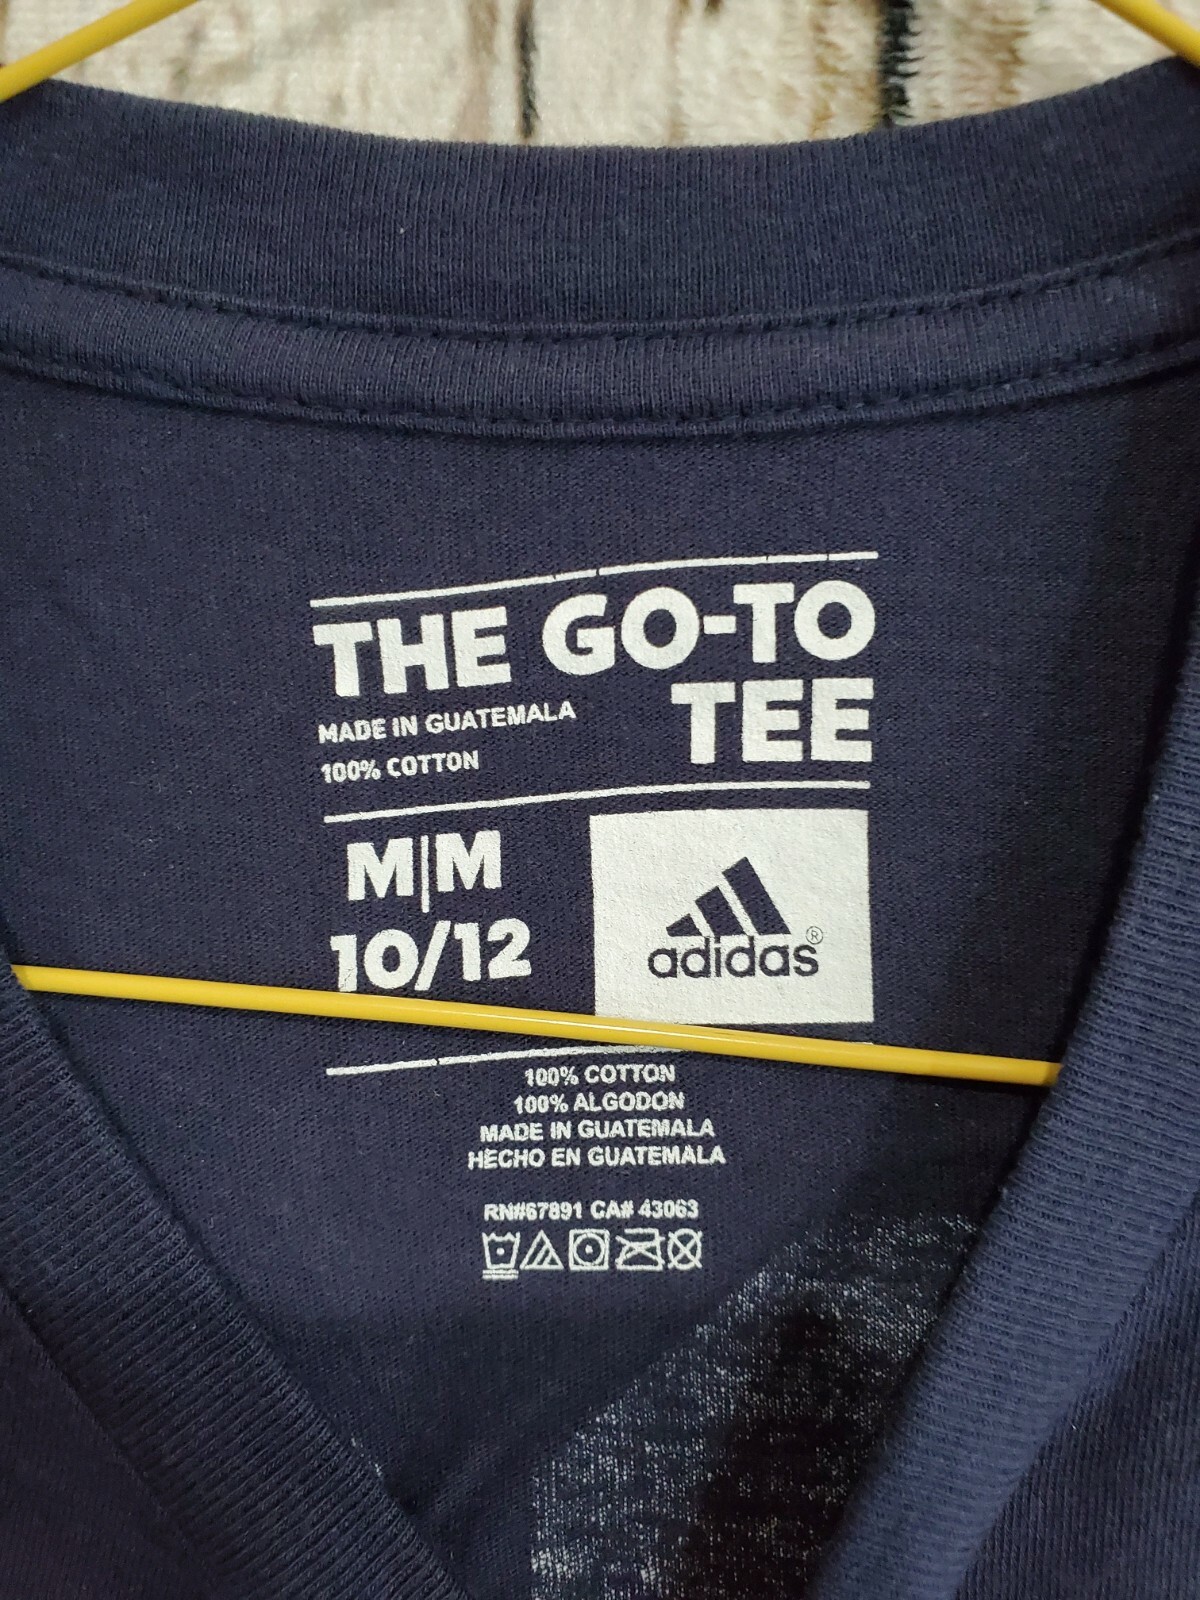 THE GO-TO
TEE
MADE IN GUATEMALA
100% COTTON
M|M
10/12
adidas®
100% COTTON
100% ALGODON
MADE IN GUATEMALA
HECHO EN GUATEMALA
RN#67891 CA# 43063